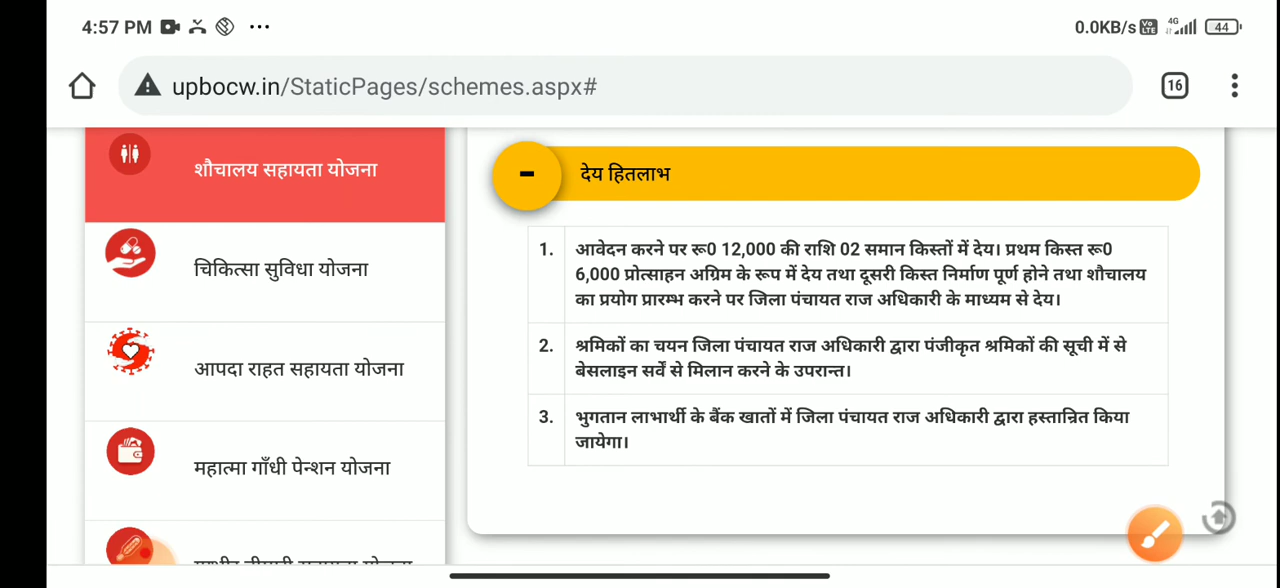 4:57 PM
0.0KB/s Vo LTE 4G 44
upbocw.in/StaticPages/schemes.aspx#
16
शौचालय सहायता योजना
चिकित्सा सुविधा योजना
आपदा राहत सहायता योजना
महात्मा गाँधी पेन्शन योजना
देय हितलाभ
1. आवेदन करने पर रू0 12,000 की राशि 02 समान किस्तों में देय। प्रथम किस्त रू0
6,000 प्रोत्साहन अग्रिम के रूप में देय तथा दूसरी किस्त निर्माण पूर्ण होने तथा शौचालय
का प्रयोग प्रारम्भ करने पर जिला पंचायत राज अधिकारी के माध्यम से देय।
2. श्रमिकों का चयन जिला पंचायत राज अधिकारी द्वारा पंजीकृत श्रमिकों की सूची में से
बेसलाइन सर्वें से मिलान करने के उपरान्त।
3. भुगतान लाभार्थी के बैंक खातों में जिला पंचायत राज अधिकारी द्वारा हस्तान्रित किया
जायेगा।